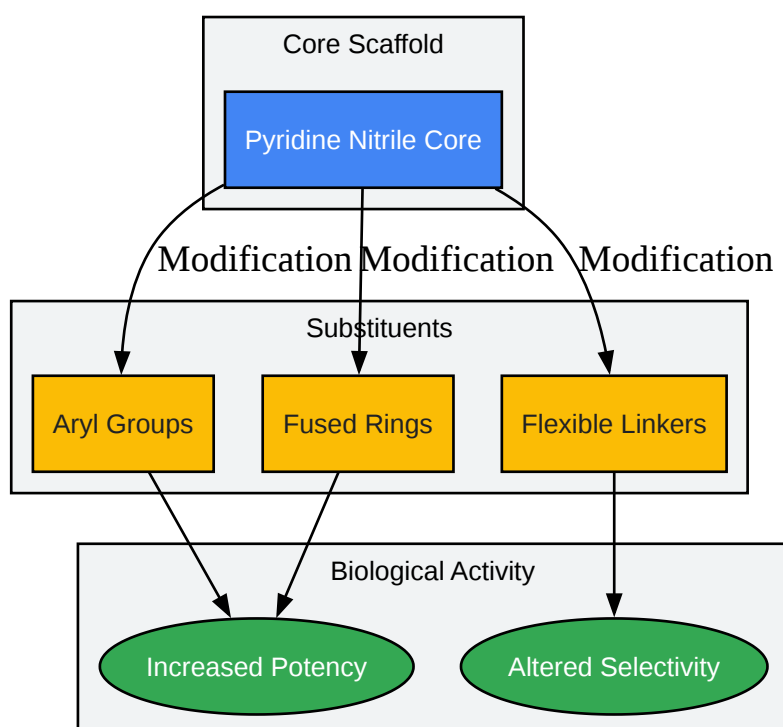 Core Scaffold
Pyridine Nitrile Core
Modification Modification Modification
Substituents
Aryl Groups Fused Rings Flexible Linkers
Biological Activity
Increased Potency Altered Selectivity